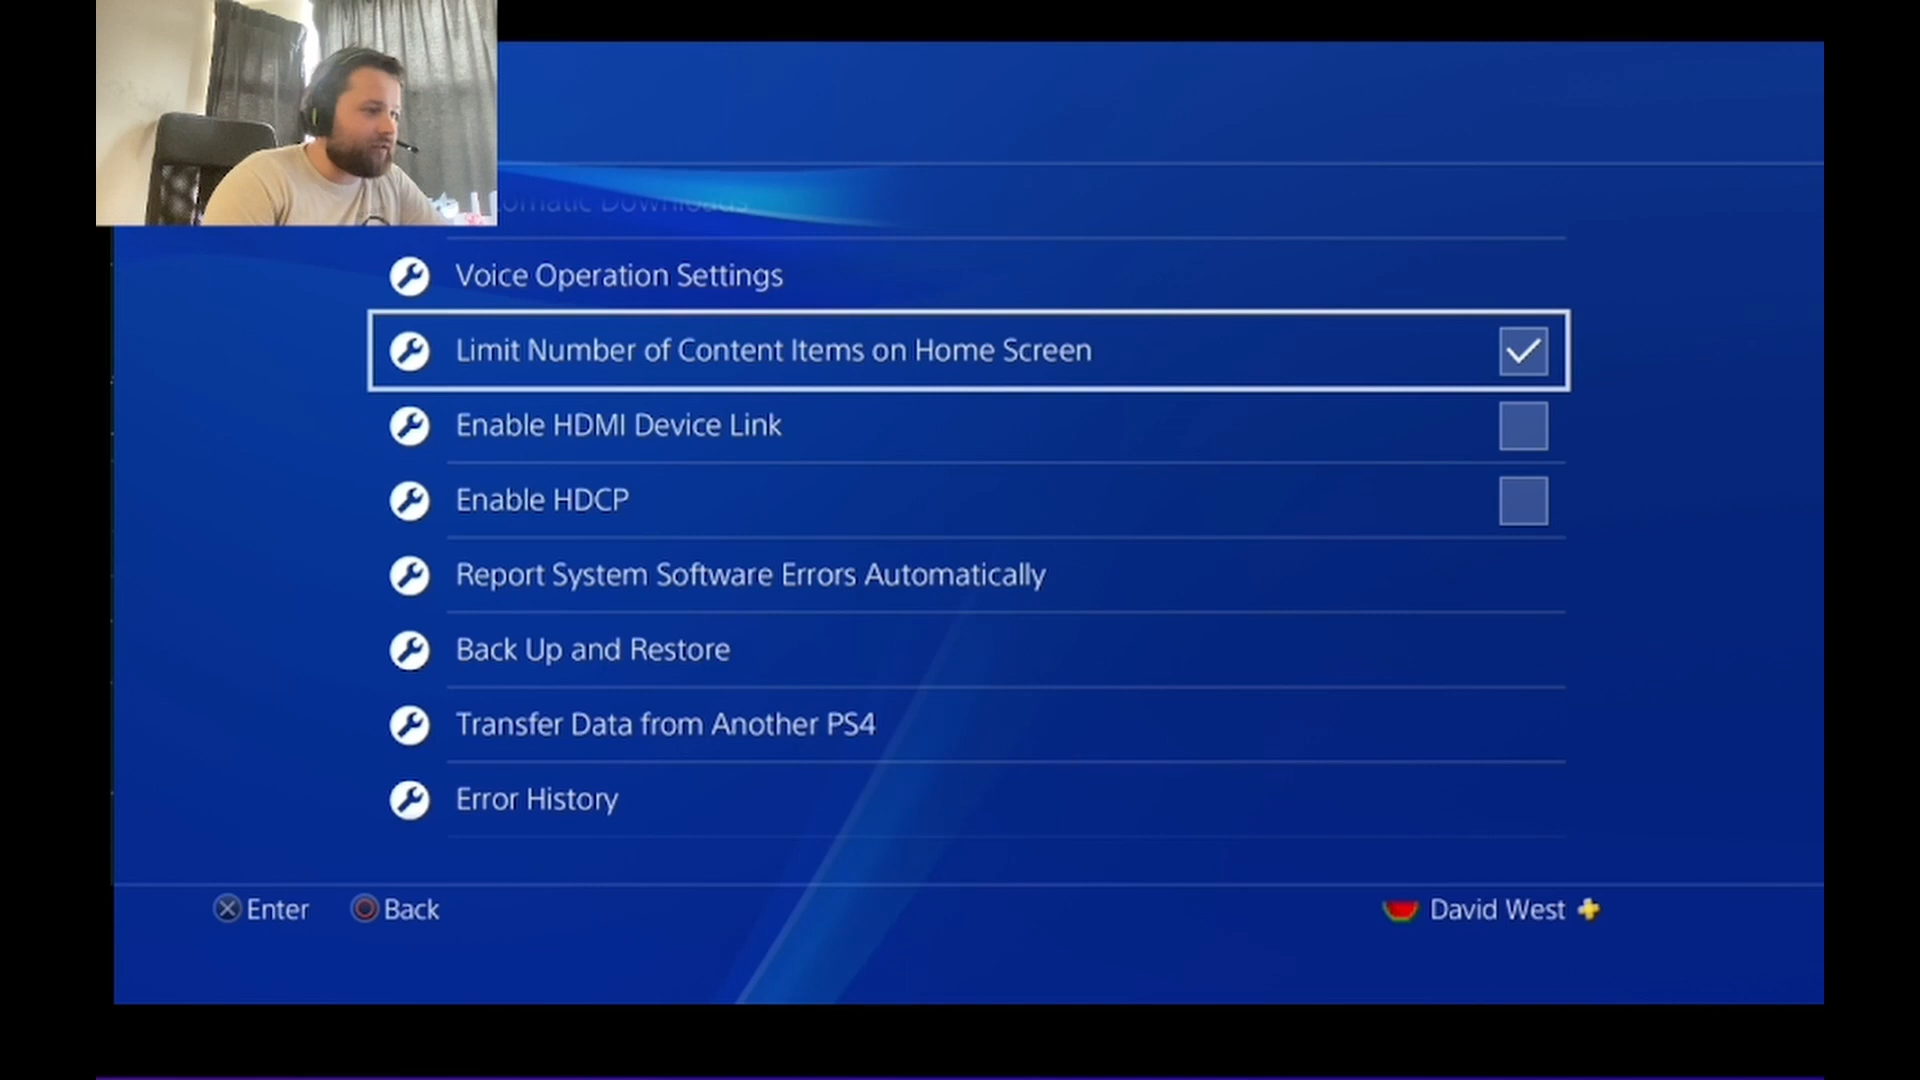 Downloads
Voice Operation Settings
Limit Number of Content Items on Home Screen
Enable HDMI Device Link
Enable HDCP
Report System Software Errors Automatically
Back Up and Restore
Transfer Data from Another PS4
Error History
Enter
Back
David West